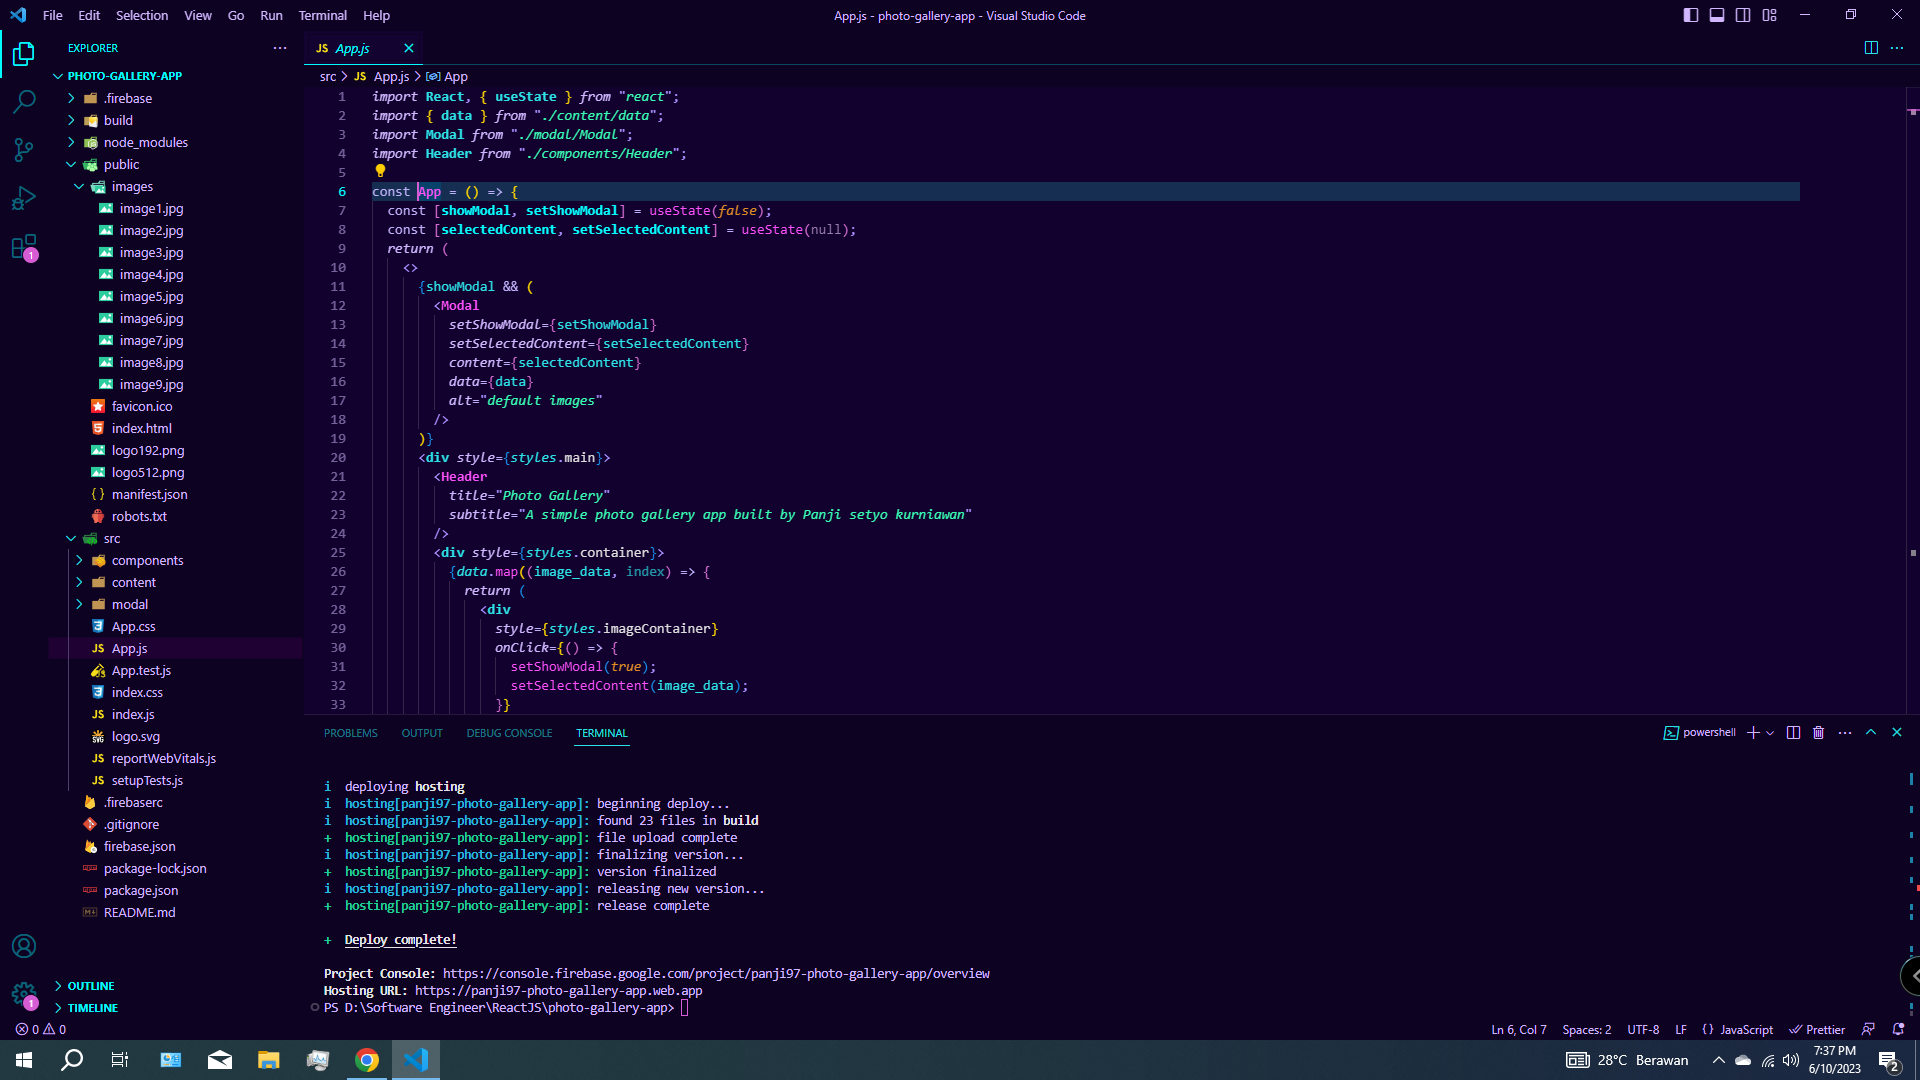 File Edit Selection View Go Run Terminal Help
App.js - photo-gallery-app - Visual Studio Code
EXPLORER
PHOTO-GALLERY-APP
.firebase
build
node_modules
public
images
image1.jpg
image2.jpg
image3.jpg
image4.jpg
image5.jpg
image6.jpg
image7.jpg
image8.jpg
image9.jpg
favicon.ico
index.html
logo192.png
logo512.png
{ } manifest.json
robots.txt
src
components
content
modal
App.css
JS App.js
App.test.js
index.css
JS index.js
logo.svg
JS reportWebVitals.js
JS setupTests.js
.firebaserc
.gitignore
firebase.json
package-lock.json
package.json
README.md
OUTLINE
TIMELINE
1
1
JS App.js
src > JS App.js > App
1 import React, { useState } from "react";
2 import { data } from "./content/data";
3 import Modal from "./modal/Modal";
4 import Header from "./components/Header";
5
6 const App = () => {
7 const [showModal, setShowModal] = useState(false);
8 const [selectedContent, setSelectedContent] = useState(null);
9 return (
10 <>
11 {showModal && (
12 <Modal
13 setShowModal={setShowModal}
14 setSelectedContent={setSelectedContent}
15 content={selectedContent}
16 data={data}
17 alt="default images"
18 />
19 )}
20 <div style={styles.main}>
21 <Header
22 title="Photo Gallery"
23 subtitle="A simple photo gallery app built by Panji setyo kurniawan"
24 />
25 <div style={styles.container}>
26 {data.map((image_data, index) => {
27 return (
28 <div
29 style={styles.imageContainer}
30 onClick={() => {
31 setShowModal(true);
32 setSelectedContent(image_data);
33 }}
PROBLEMS OUTPUT DEBUG CONSOLE TERMINAL
powershell
i deploying hosting
i hosting[panji97-photo-gallery-app]: beginning deploy...
i hosting[panji97-photo-gallery-app]: found 23 files in build
+ hosting[panji97-photo-gallery-app]: file upload complete
i hosting[panji97-photo-gallery-app]: finalizing version...
+ hosting[panji97-photo-gallery-app]: version finalized
i hosting[panji97-photo-gallery-app]: releasing new version...
+ hosting[panji97-photo-gallery-app]: release complete
+ Deploy complete!
Project Console: https://console.firebase.google.com/project/panji97-photo-gallery-app/overview
Hosting URL: https://panji97-photo-gallery-app.web.app
PS D:\Software Engineer\ReactJS\photo-gallery-app>
0 0
Ln 6, Col 7 Spaces: 2 UTF-8 LF { } JavaScript Prettier
28°C Berawan
7:37 PM
6/10/2023
2